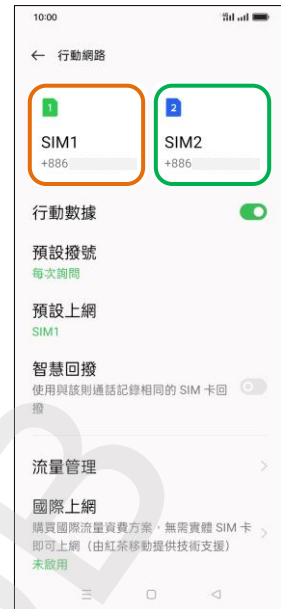 10:00
← 行動網路
1
2
SIM1
SIM2
+886
+886
行動數據
預設撥號
每次詢問
預設上網
SIM1
智慧回撥
使用與該則通話記錄相同的 SIM 卡回
撥
流量管理
國際上網
購買國際流量資費方案，無需實體 SIM 卡
即可上網（由紅茶移動提供技術支援）
未啟用